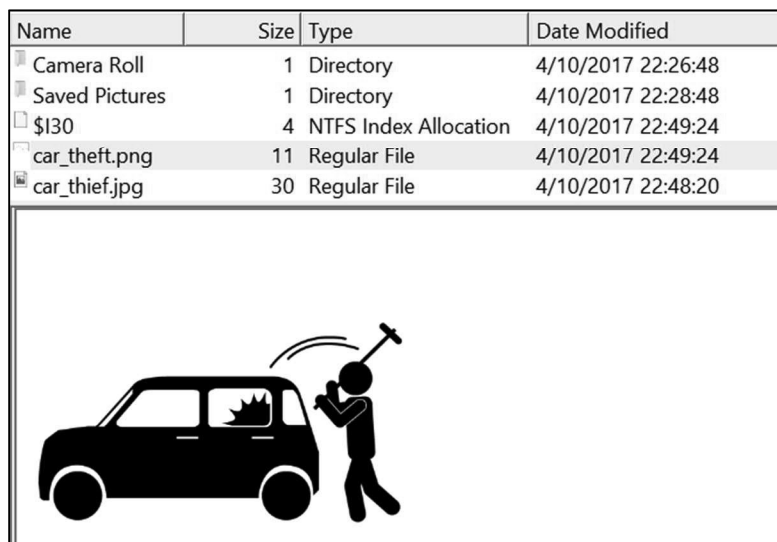 Name Size Type Date Modified
Camera Roll 1 Directory 4/10/2017 22:26:48
Saved Pictures 1 Directory 4/10/2017 22:28:48
$I30 4 NTFS Index Allocation 4/10/2017 22:49:24
car_theft.png 11 Regular File 4/10/2017 22:49:24
car_thief.jpg 30 Regular File 4/10/2017 22:48:20